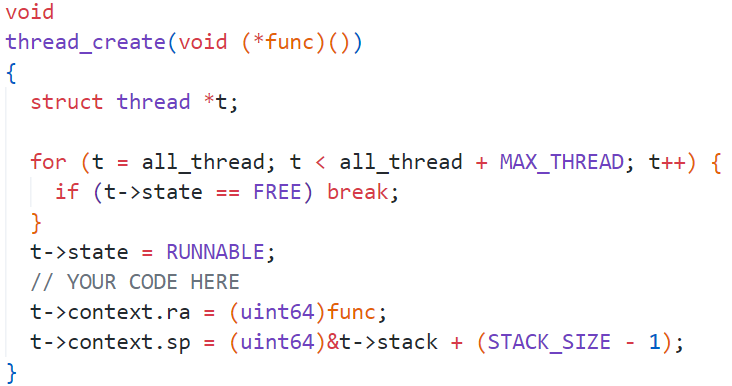 void
thread_create(void (*func)())
{
  struct thread *t;

  for (t = all_thread; t < all_thread + MAX_THREAD; t++) {
    if (t->state == FREE) break;
  }
  t->state = RUNNABLE;
  // YOUR CODE HERE
  t->context.ra = (uint64)func;
  t->context.sp = (uint64)&t->stack + (STACK_SIZE - 1);
}